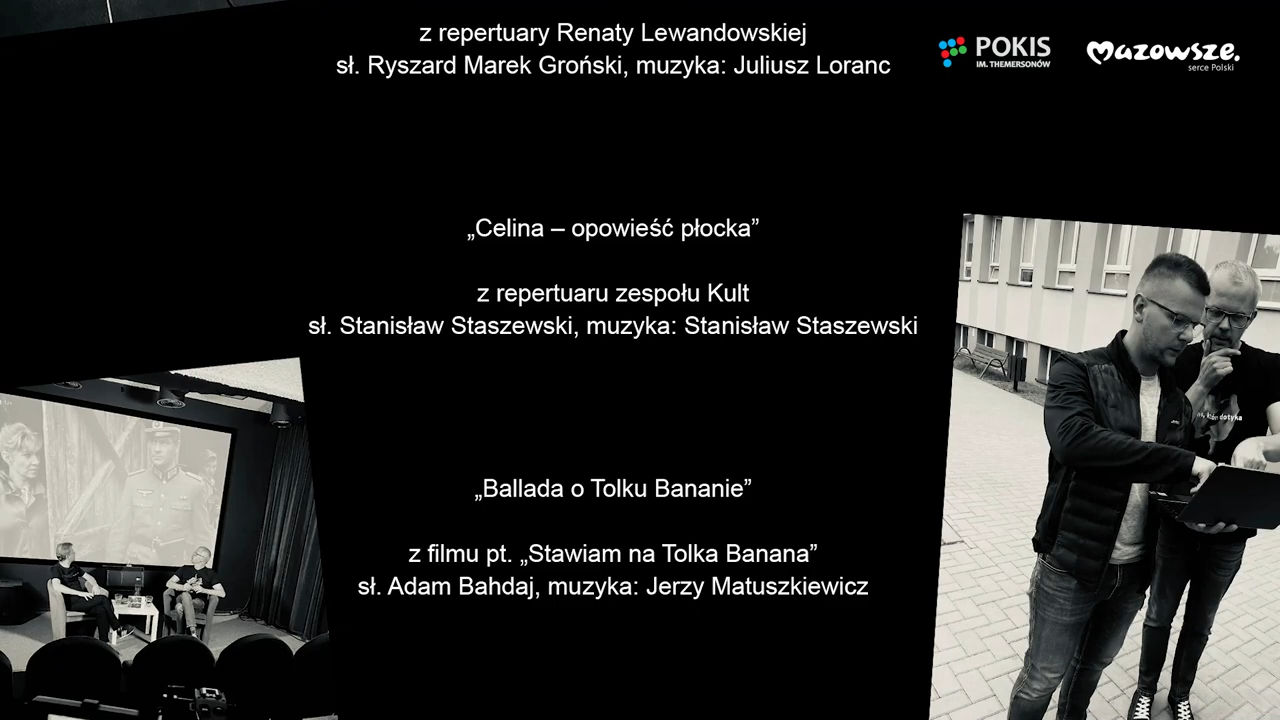 z repertuary Renaty Lewandowskiej
sł. Ryszard Marek Groński, muzyka: Juliusz Loranc
POKIS
IM. THEMERSONÓW
Mazowsze.
serce Polski
„Celina – opowieść płocka”
z repertuaru zespołu Kult
sł. Stanisław Staszewski, muzyka: Stanisław Staszewski
„Ballada o Tolku Bananie”
z filmu pt. „Stawiam na Tolka Banana”
sł. Adam Bahdaj, muzyka: Jerzy Matuszkiewicz
dotyka